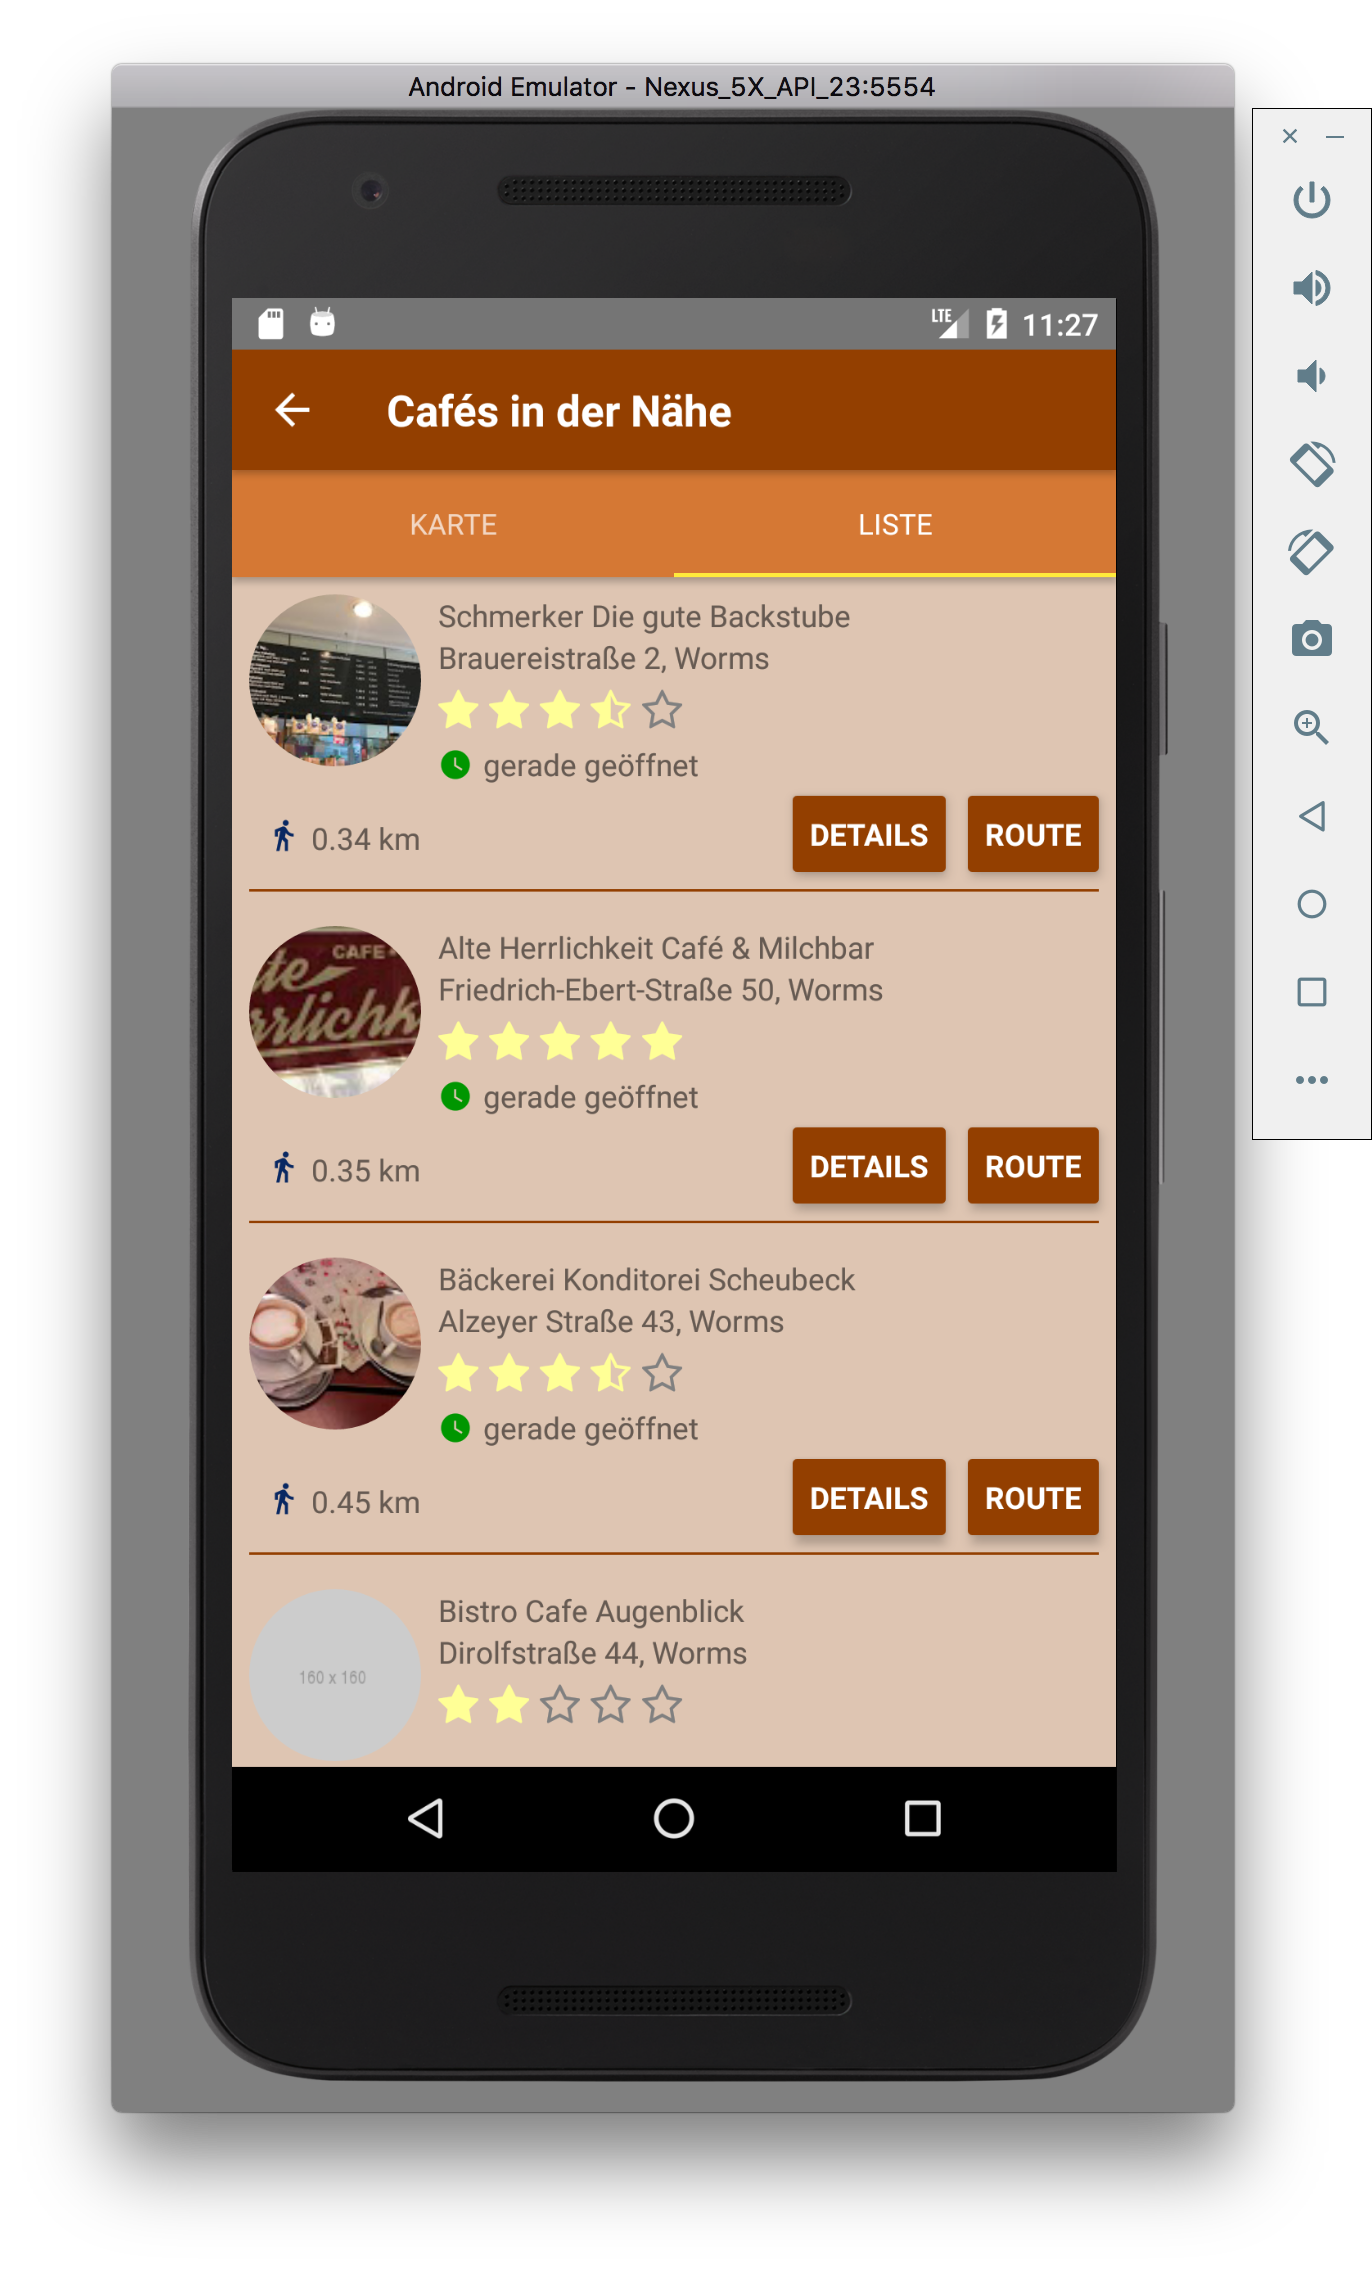 Android Emulator - Nexus_5X_API_23:5554
LTE 11:27
Cafés in der Nähe
KARTE LISTE
Schmerker Die gute Backstube
Brauereistraße 2, Worms
gerade geöffnet
0.34 km DETAILS ROUTE
CAFE
Alte Herrlichkeit Café & Milchbar
Friedrich-Ebert-Straße 50, Worms
gerade geöffnet
0.35 km DETAILS ROUTE
Bäckerei Konditorei Scheubeck
Alzeyer Straße 43, Worms
gerade geöffnet
0.45 km DETAILS ROUTE
160 x 160
Bistro Cafe Augenblick
Dirolfstraße 44, Worms